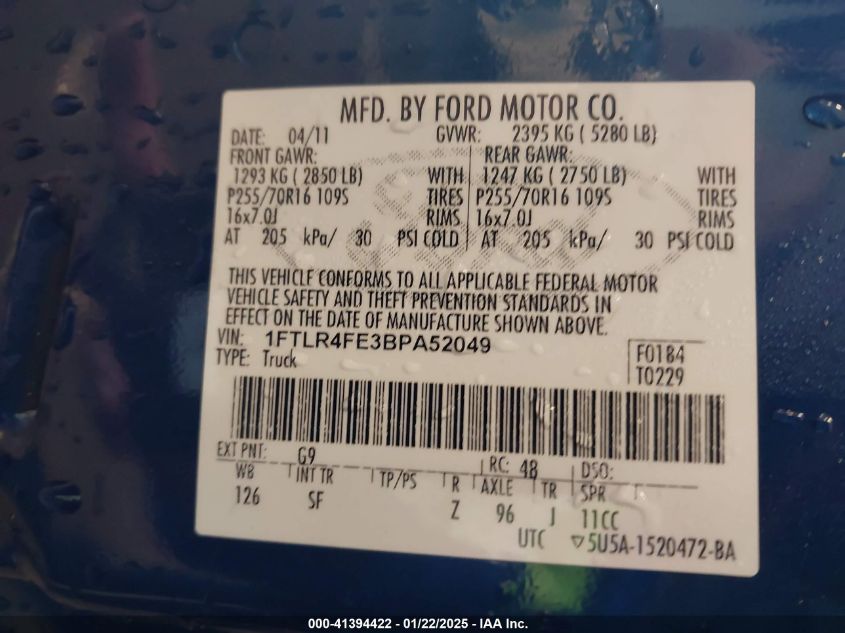 MFD. BY FORD MOTOR CO.
DATE: 04/11 GVWR: 2395 KG ( 5280 LB)
FRONT GAWR: REAR GAWR:
1293 KG ( 2850 LB) WITH 1247 KG ( 2750 LB) WITH
P255/70R16 109S TIRES P255/70R16 109S TIRES
16x7.0J RIMS 16x7.0J RIMS
AT 205 kPa/ 30 PSI COLD AT 205 kPa/ 30 PSI COLD
THIS VEHICLE CONFORMS TO ALL APPLICABLE FEDERAL MOTOR
VEHICLE SAFETY AND THEFT PREVENTION STANDARDS IN
EFFECT ON THE DATE OF MANUFACTURE SHOWN ABOVE.
VIN: 1FTLR4FE3BPA52049 F0184
TYPE: Truck T0229
EXT PNT: G9 RC: 48 DSO:
WB INT TR TP/PS R AXLE TR SPR
126 SF Z 96 J 11CC
UTC ▽5U5A-1520472-BA
000-41394422 - 01/22/2025 - IAA Inc.